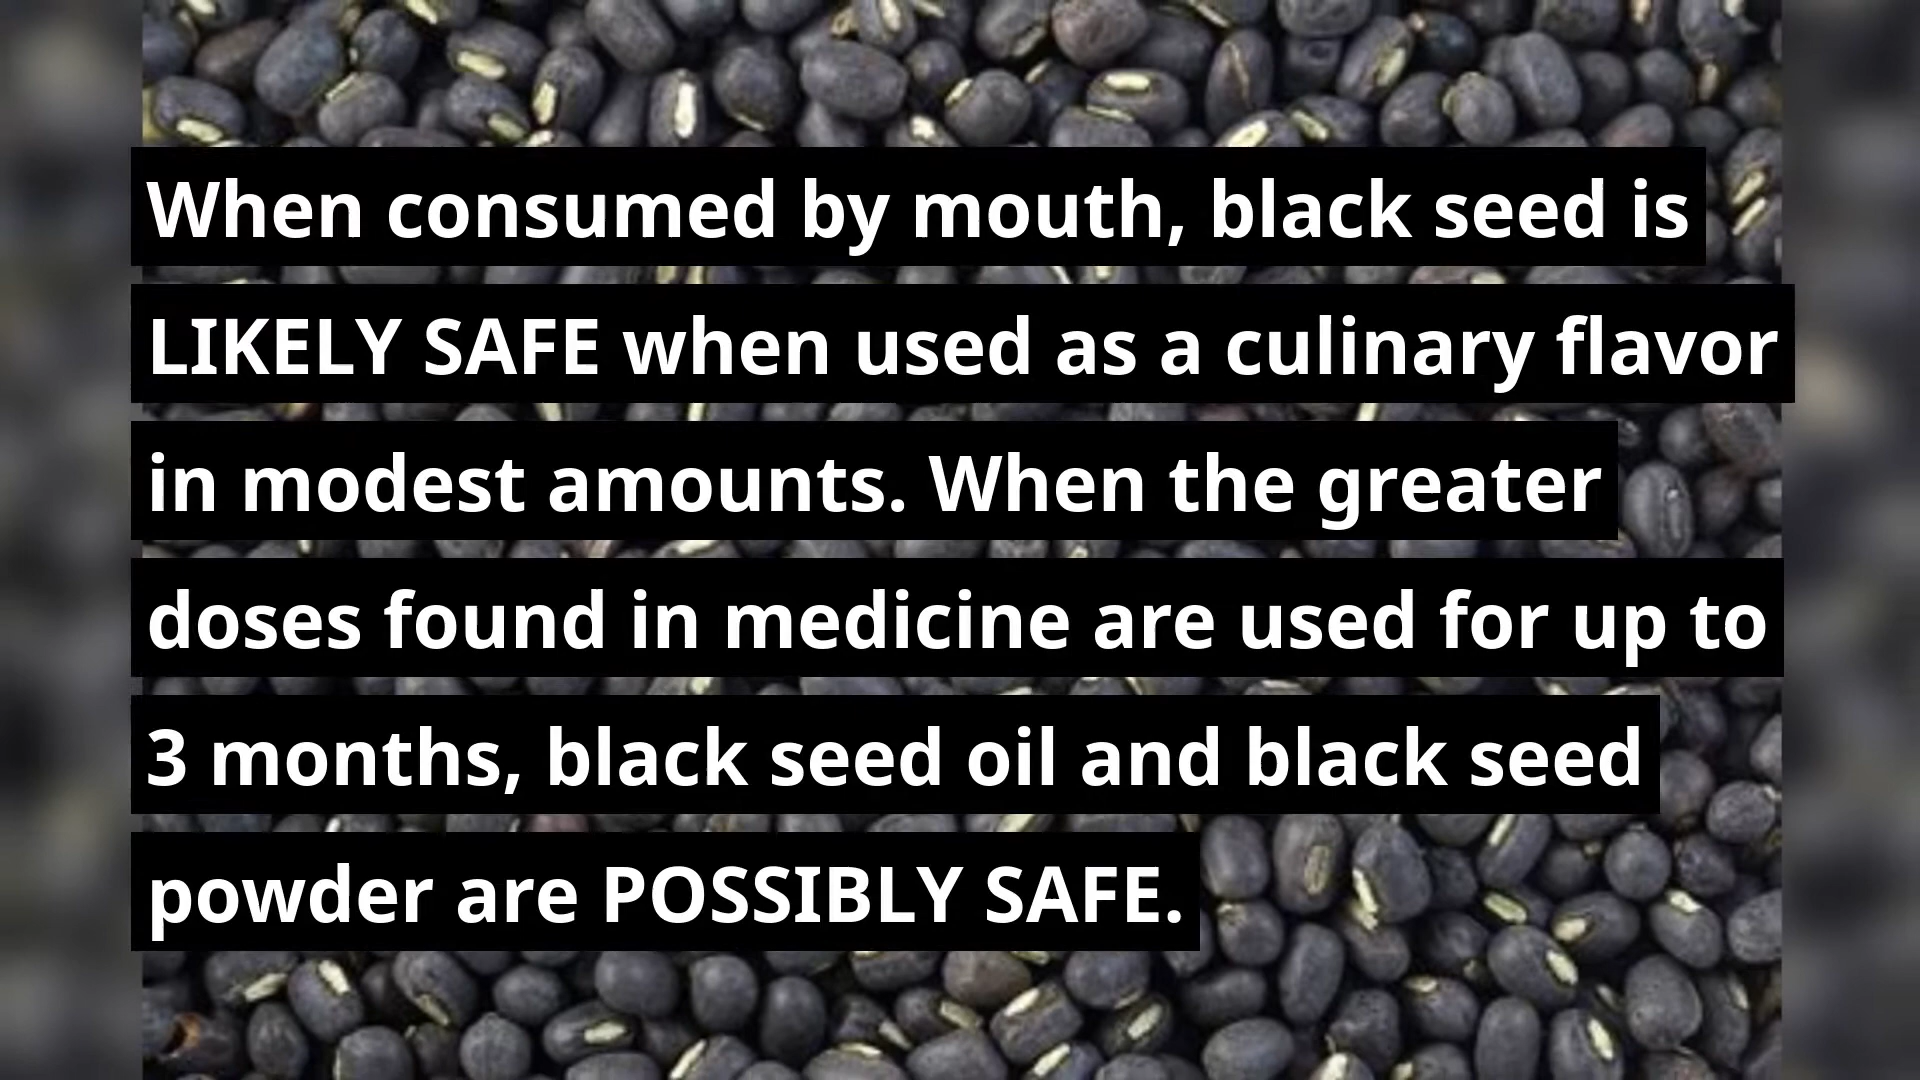 When consumed by mouth, black seed is
LIKELY SAFE when used as a culinary flavor
in modest amounts. When the greater
doses found in medicine are used for up to
3 months, black seed oil and black seed
powder are POSSIBLY SAFE.